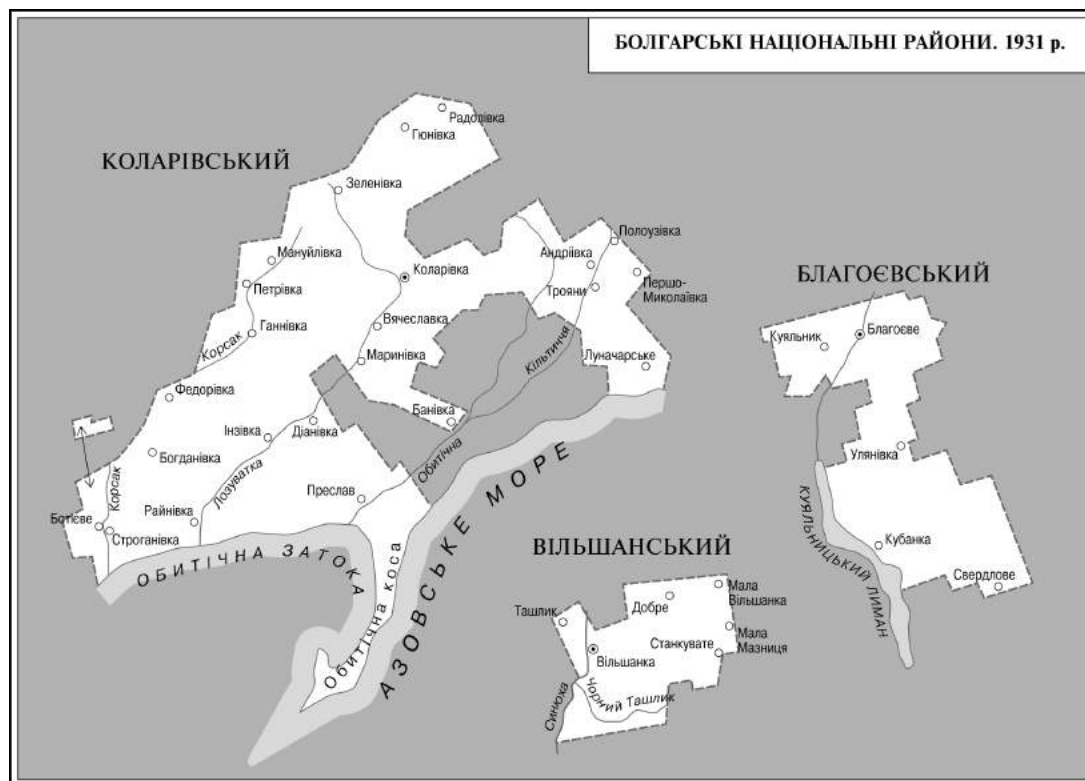 БОЛГАРСЬКІ НАЦІОНАЛЬНІ РАЙОНИ. 1931 р.
КОЛАРІВСЬКИЙ
Радолівка
Гюнівка
Зеленівка
Мануйлівка
Петрівка
Ганнівка
Корсак
Коларівка
Вячеславка
Маринівка
Андріївка
Трояни
Полоузівка
Першо-
Миколаївка
Луначарське
Кільтиччя
Банівка
Обитічна
Федорівка
Інзівка
Діанівка
Богданівка
Лозуватка
Корсак
Преслав
Райнівка
Ботієве
Строганівка
ОБИТІЧНА ЗАТОКА
Обитічна коса
АЗОВСЬКЕ МОРЕ
БЛАГОЄВСЬКИЙ
Куяльник
Благоєве
Улянівка
Кубанка
Свердлове
КУЯЛЬНИЦЬКИЙ ЛИМАН
ВІЛЬШАНСЬКИЙ
Ташлик
Добре
Мала
Вільшанка
Станкувате
Мала
Мазниця
Вільшанка
Чорний Ташлик
Синюха